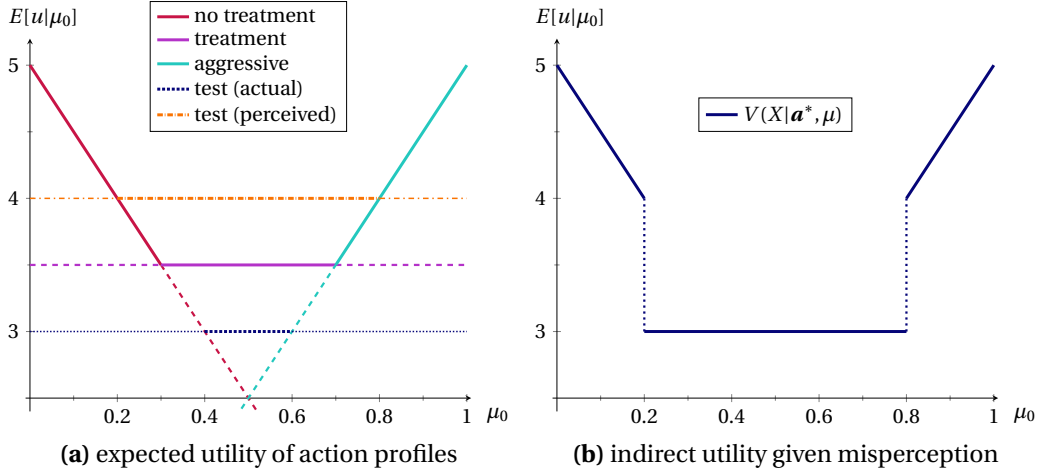 E[u|μ₀]
no treatment
treatment
aggressive
test (actual)
test (perceived)
5
4
3
0.2 0.4 0.6 0.8 1 μ₀
(a) expected utility of action profiles
E[u|μ₀]
V(X|a*, μ)
5
4
3
0.2 0.4 0.6 0.8 1 μ₀
(b) indirect utility given misperception